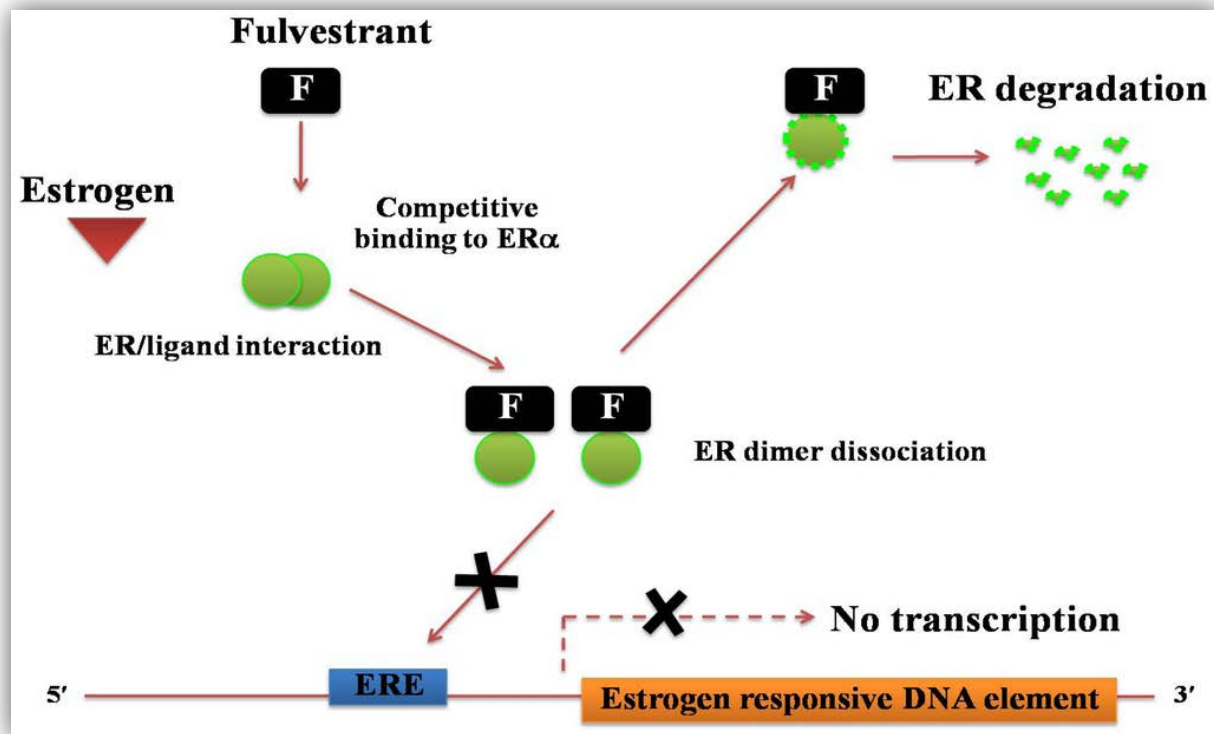 Fulvestrant
F
F
ER degradation
Estrogen
Competitive
binding to ERα
ER/ligand interaction
F
F
ER dimer dissociation
No transcription
5′
ERE
Estrogen responsive DNA element
3′